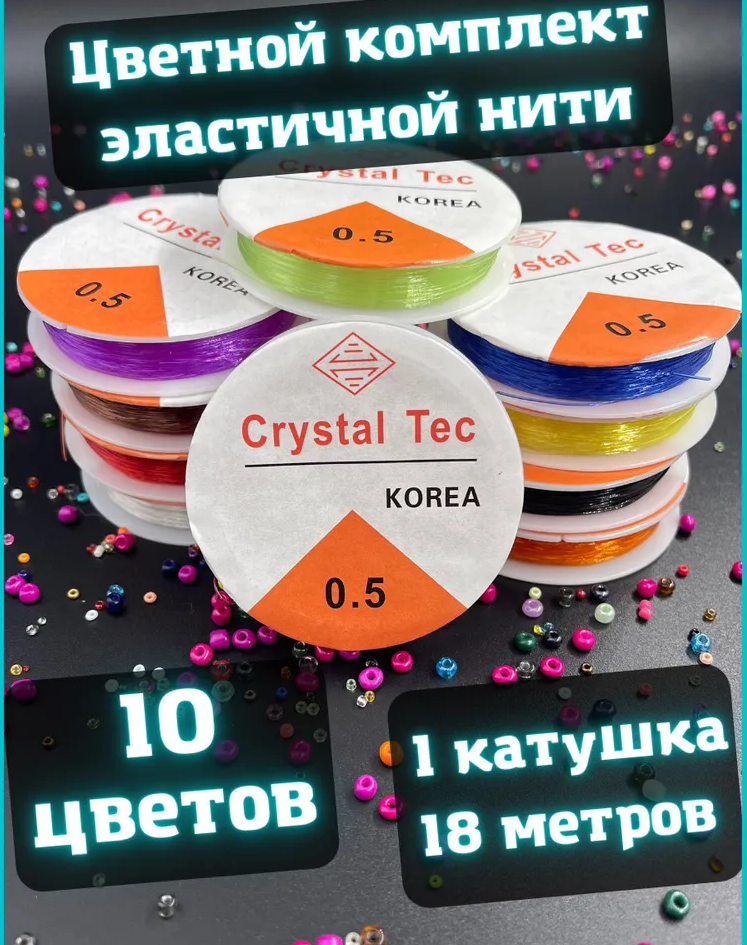 Цветной комплект
эластичной нити
Crystal Tec
KOREA
0.5
Crysta
KOREA
0.5
ystal Tec
KOREA
0.5
Crystal Tec
KOREA
0.5
10
цветов
1 катушка
18 метров